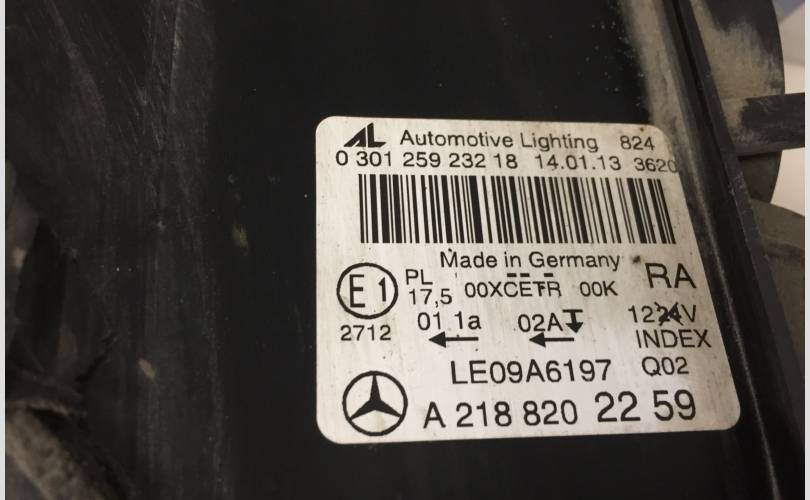 AL Automotive Lighting 824
0 301 259 232 18 14.01.13 3620
Made in Germany
E1 PL 17,5 00XCETR 00K RA
2712 01 1a 02A 1224V
INDEX
LE09A6197 Q02
A 218 820 22 59